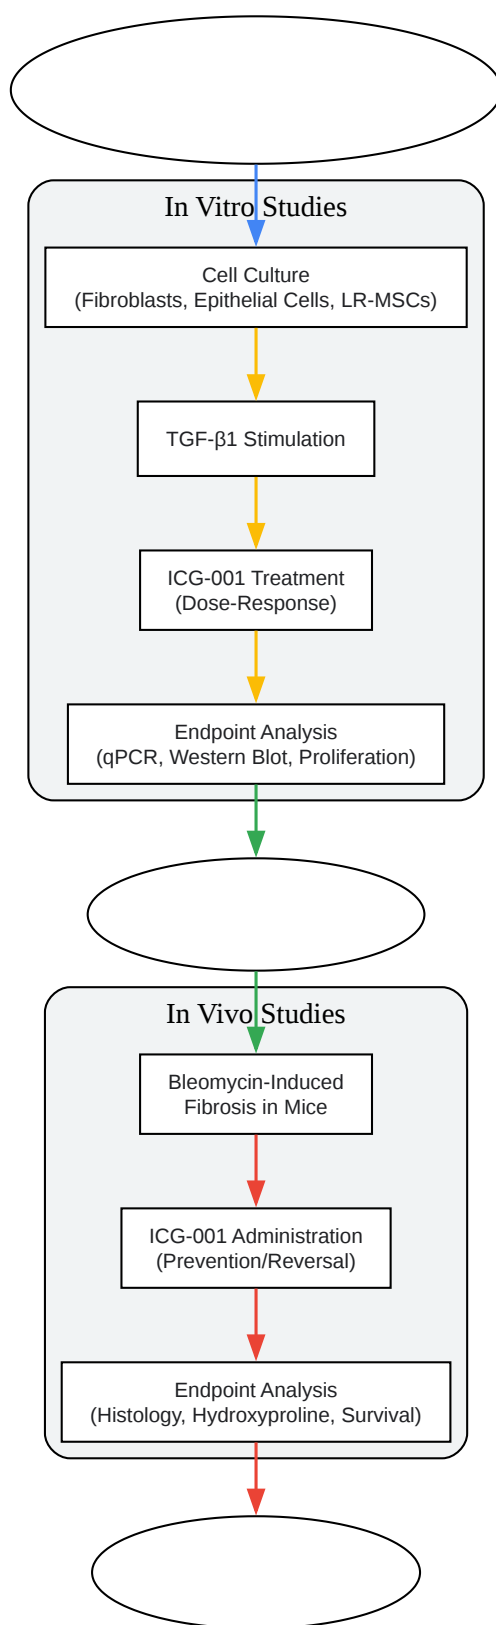 In Vitro Studies
Cell Culture
(Fibroblasts, Epithelial Cells, LR-MSCs)
TGF-β1 Stimulation
ICG-001 Treatment
(Dose-Response)
Endpoint Analysis
(qPCR, Western Blot, Proliferation)
In Vivo Studies
Bleomycin-Induced
Fibrosis in Mice
ICG-001 Administration
(Prevention/Reversal)
Endpoint Analysis
(Histology, Hydroxyproline, Survival)